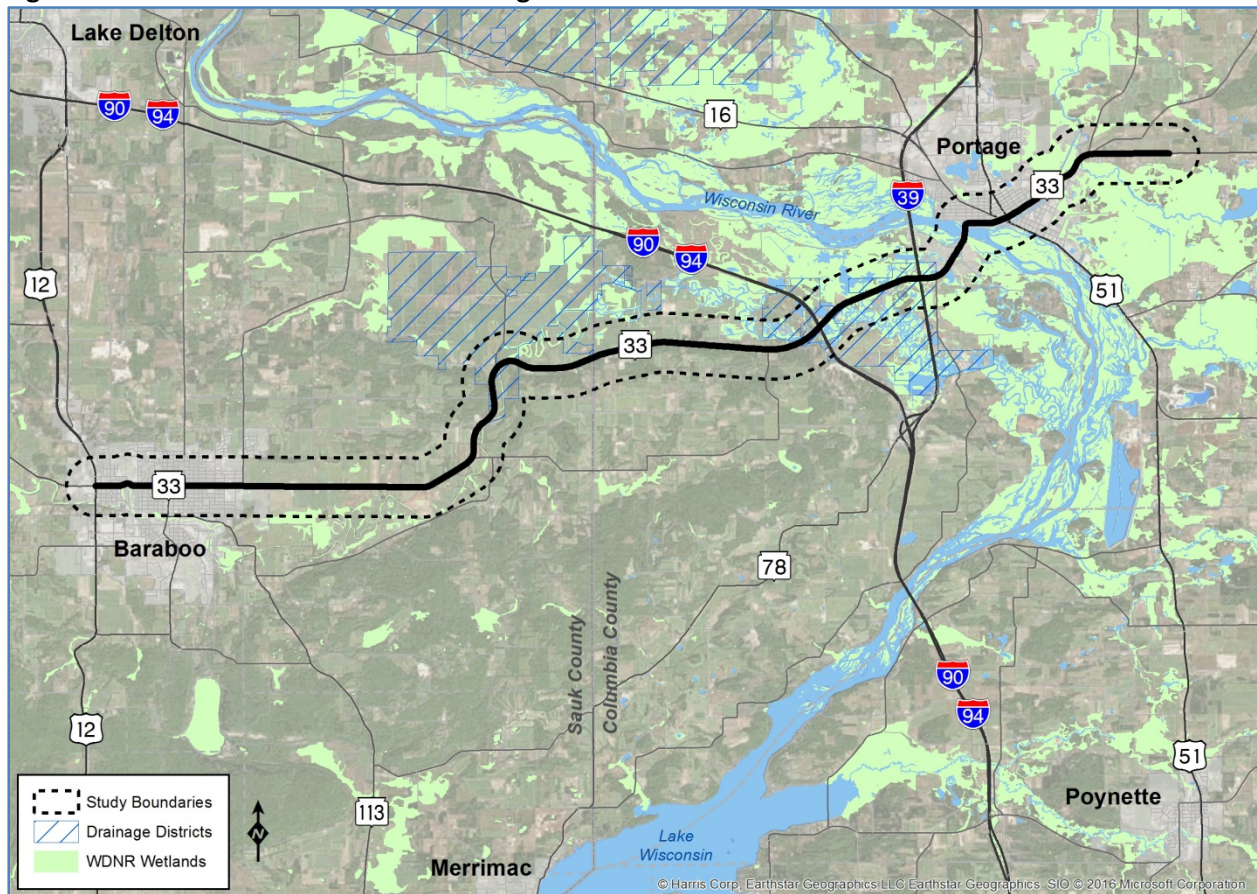 Lake Delton
90
94
16
Portage
33
39
Wisconsin River
90
94
12
51
33
33
Baraboo
78
Sauk County
Columbia County
90
94
12
51
113
Poynette
Merrimac
Lake
Wisconsin
Study Boundaries
Drainage Districts
WDNR Wetlands
N
© Harris Corp, Earthstar Geographics LLC Earthstar Geographics SIO © 2016 Microsoft Corporation